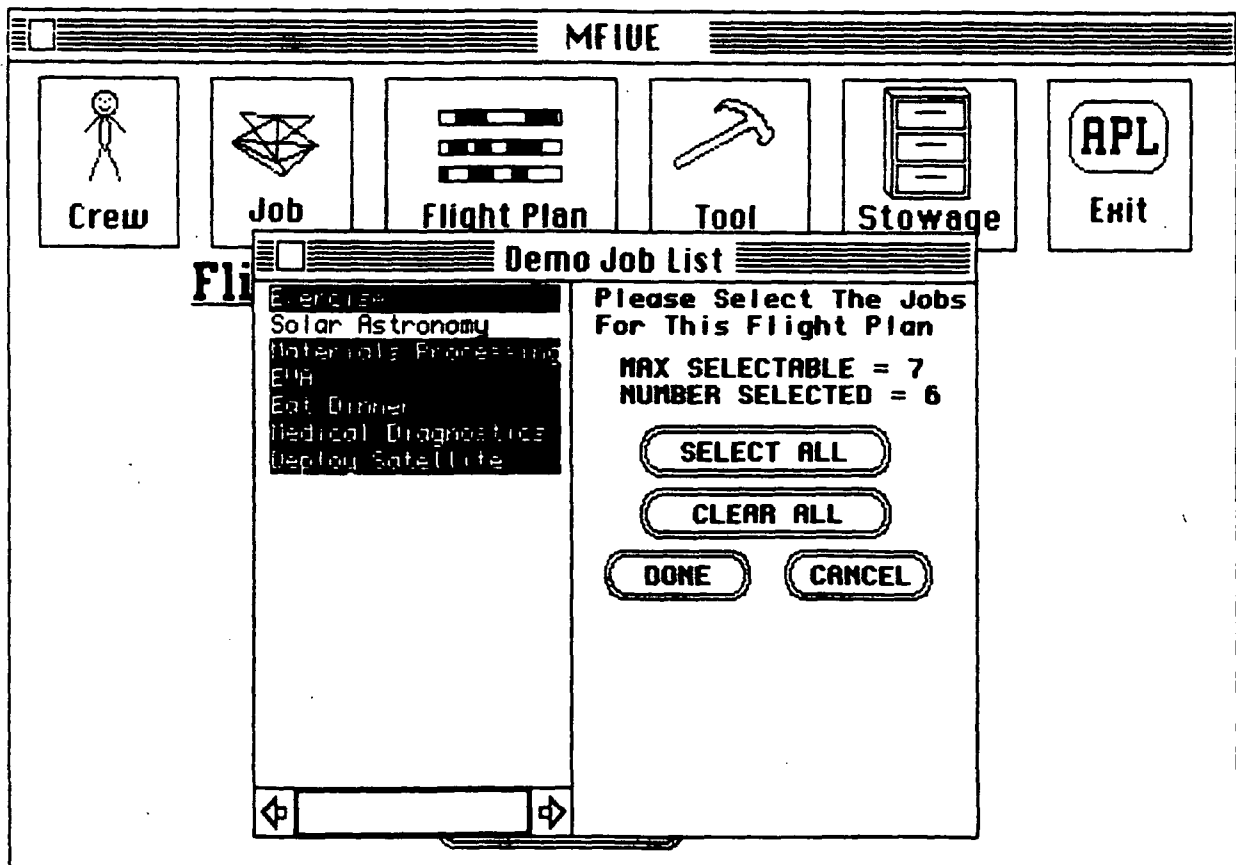 MFIVE
Crew
Job
Flight Plan
Tool
Stowage
APL
Exit
Fli
Demo Job List
Exercise
Solar Astronomy
Materials Processing
EVA
Eat Dinner
Medical Diagnostics
Deploy Satellite
Please Select The Jobs
For This Flight Plan
MAX SELECTABLE = 7
NUMBER SELECTED = 6
SELECT ALL
CLEAR ALL
DONE
CANCEL